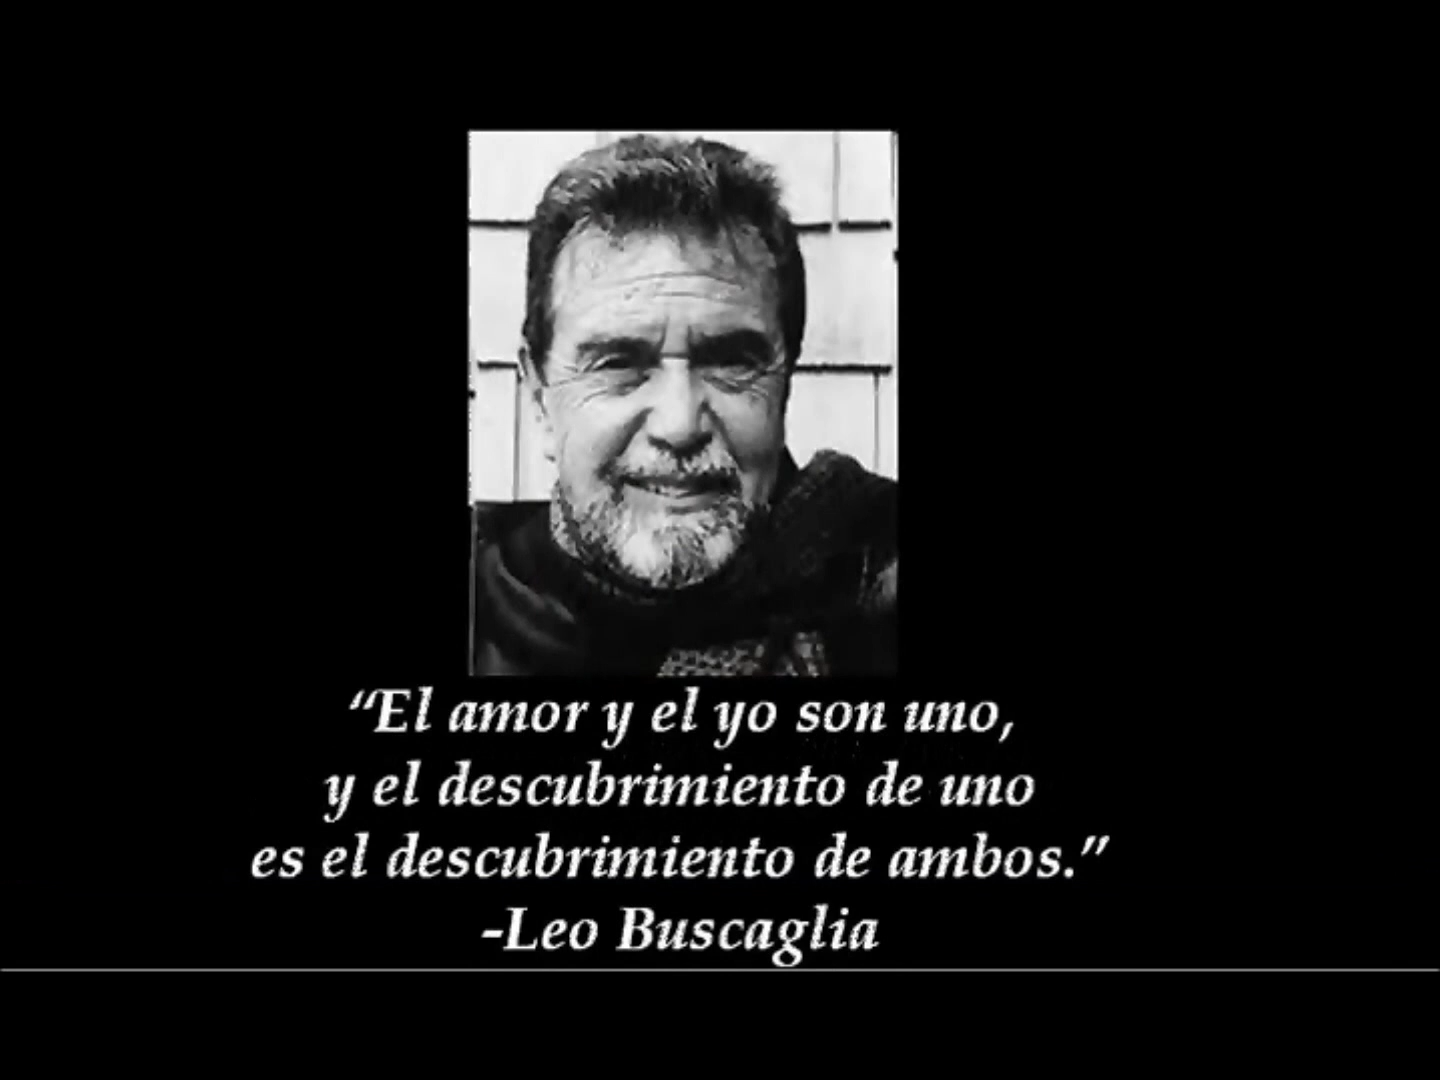 “El amor y el yo son uno,
y el descubrimiento de uno
es el descubrimiento de ambos.”
-Leo Buscaglia